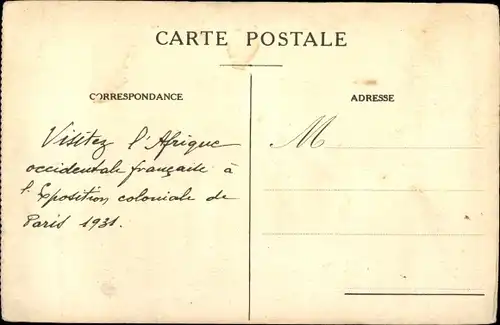 CARTE POSTALE
CORRESPONDANCE
ADRESSE
Visitez l'Afrique
occidentale française à
l'Exposition coloniale de
Paris 1931.
M